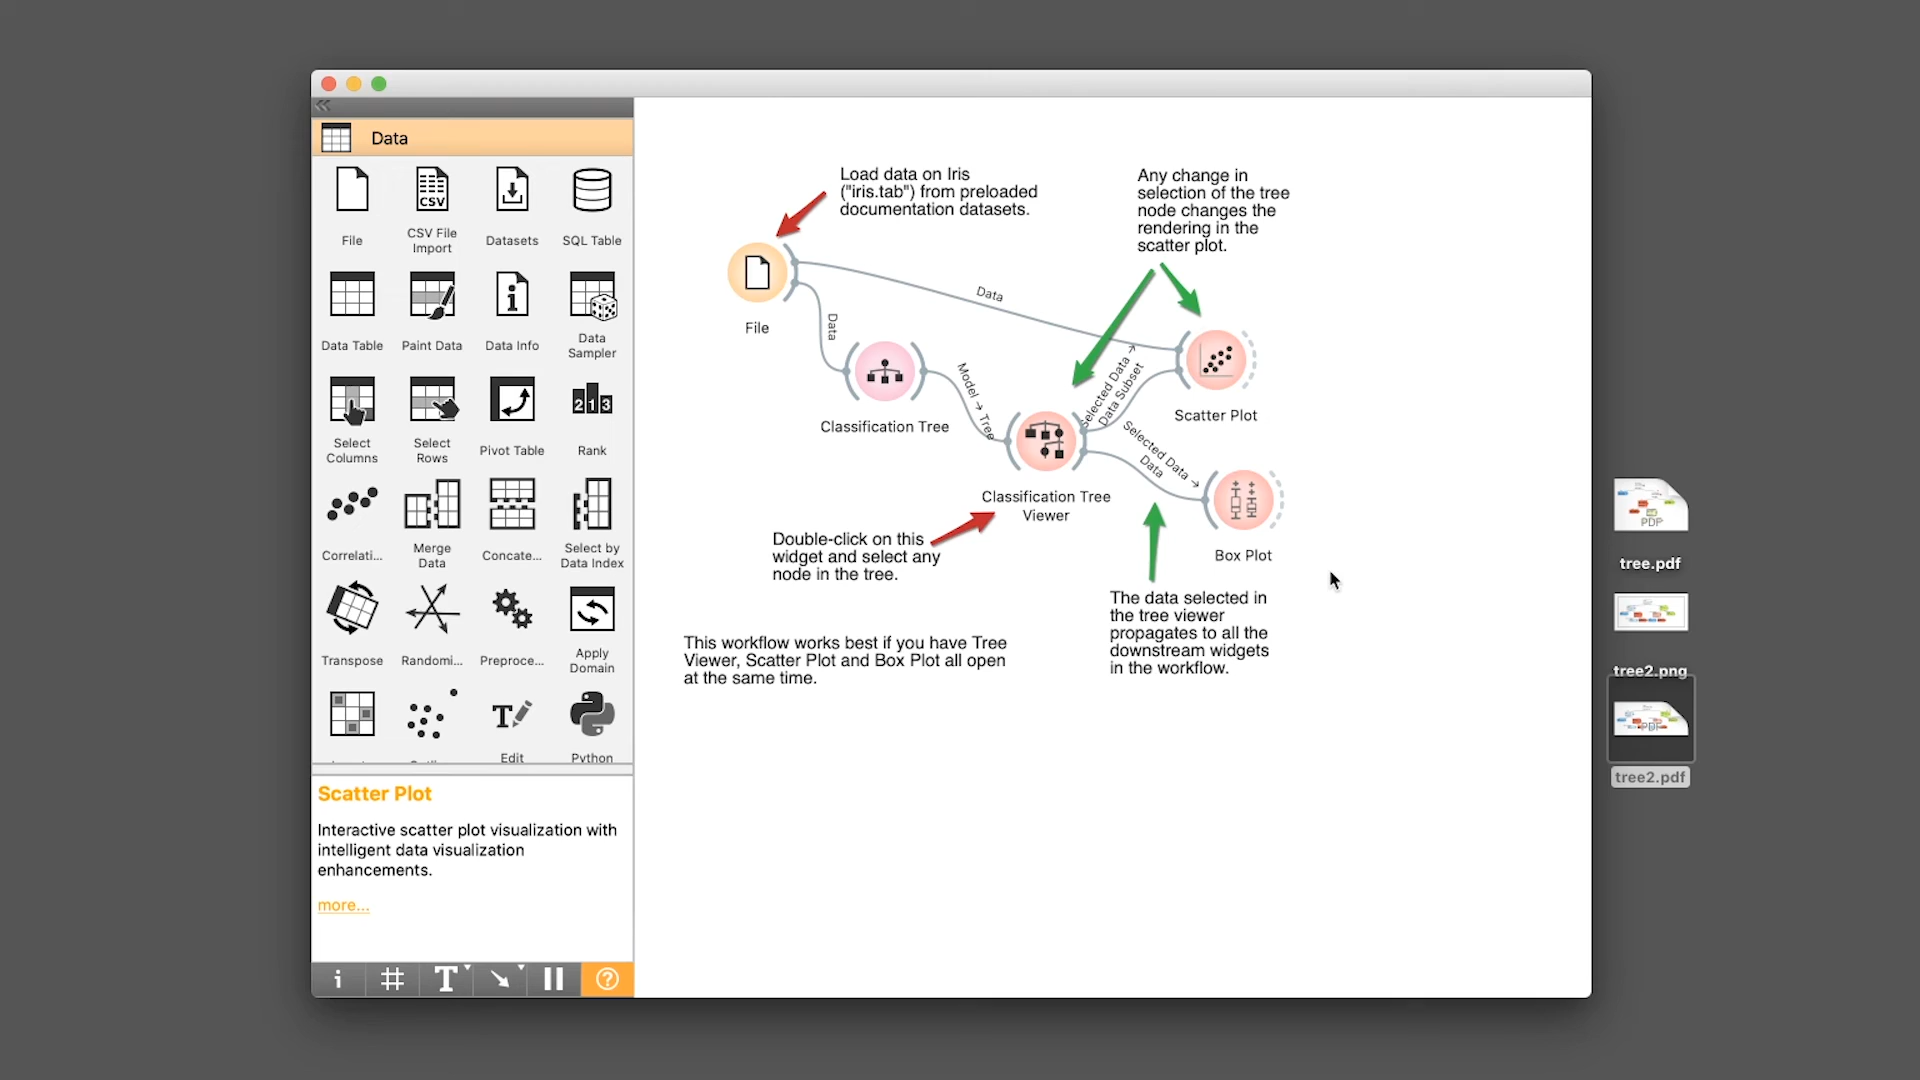 Data
File
CSV File
Import
Datasets
SQL Table
Data Table
Paint Data
Data Info
Data
Sampler
Select
Columns
Select
Rows
Pivot Table
Rank
Correlati...
Merge
Data
Concate...
Select by
Data Index
Transpose
Randomi...
Preproce...
Apply
Domain
Edit
Python
Scatter Plot
Interactive scatter plot visualization with
intelligent data visualization
enhancements.
more...
Load data on Iris
("iris.tab") from preloaded
documentation datasets.
Any change in
selection of the tree
node changes the
rendering in the
scatter plot.
File
Data
Data
Classification Tree
Model → Tree
Selected Data →
Data Subset
Scatter Plot
Classification Tree
Viewer
Selected Data →
Data
Box Plot
Double-click on this
widget and select any
node in the tree.
The data selected in
the tree viewer
propagates to all the
downstream widgets
in the workflow.
This workflow works best if you have Tree
Viewer, Scatter Plot and Box Plot all open
at the same time.
PDF
tree.pdf
tree2.png
PDF
tree2.pdf